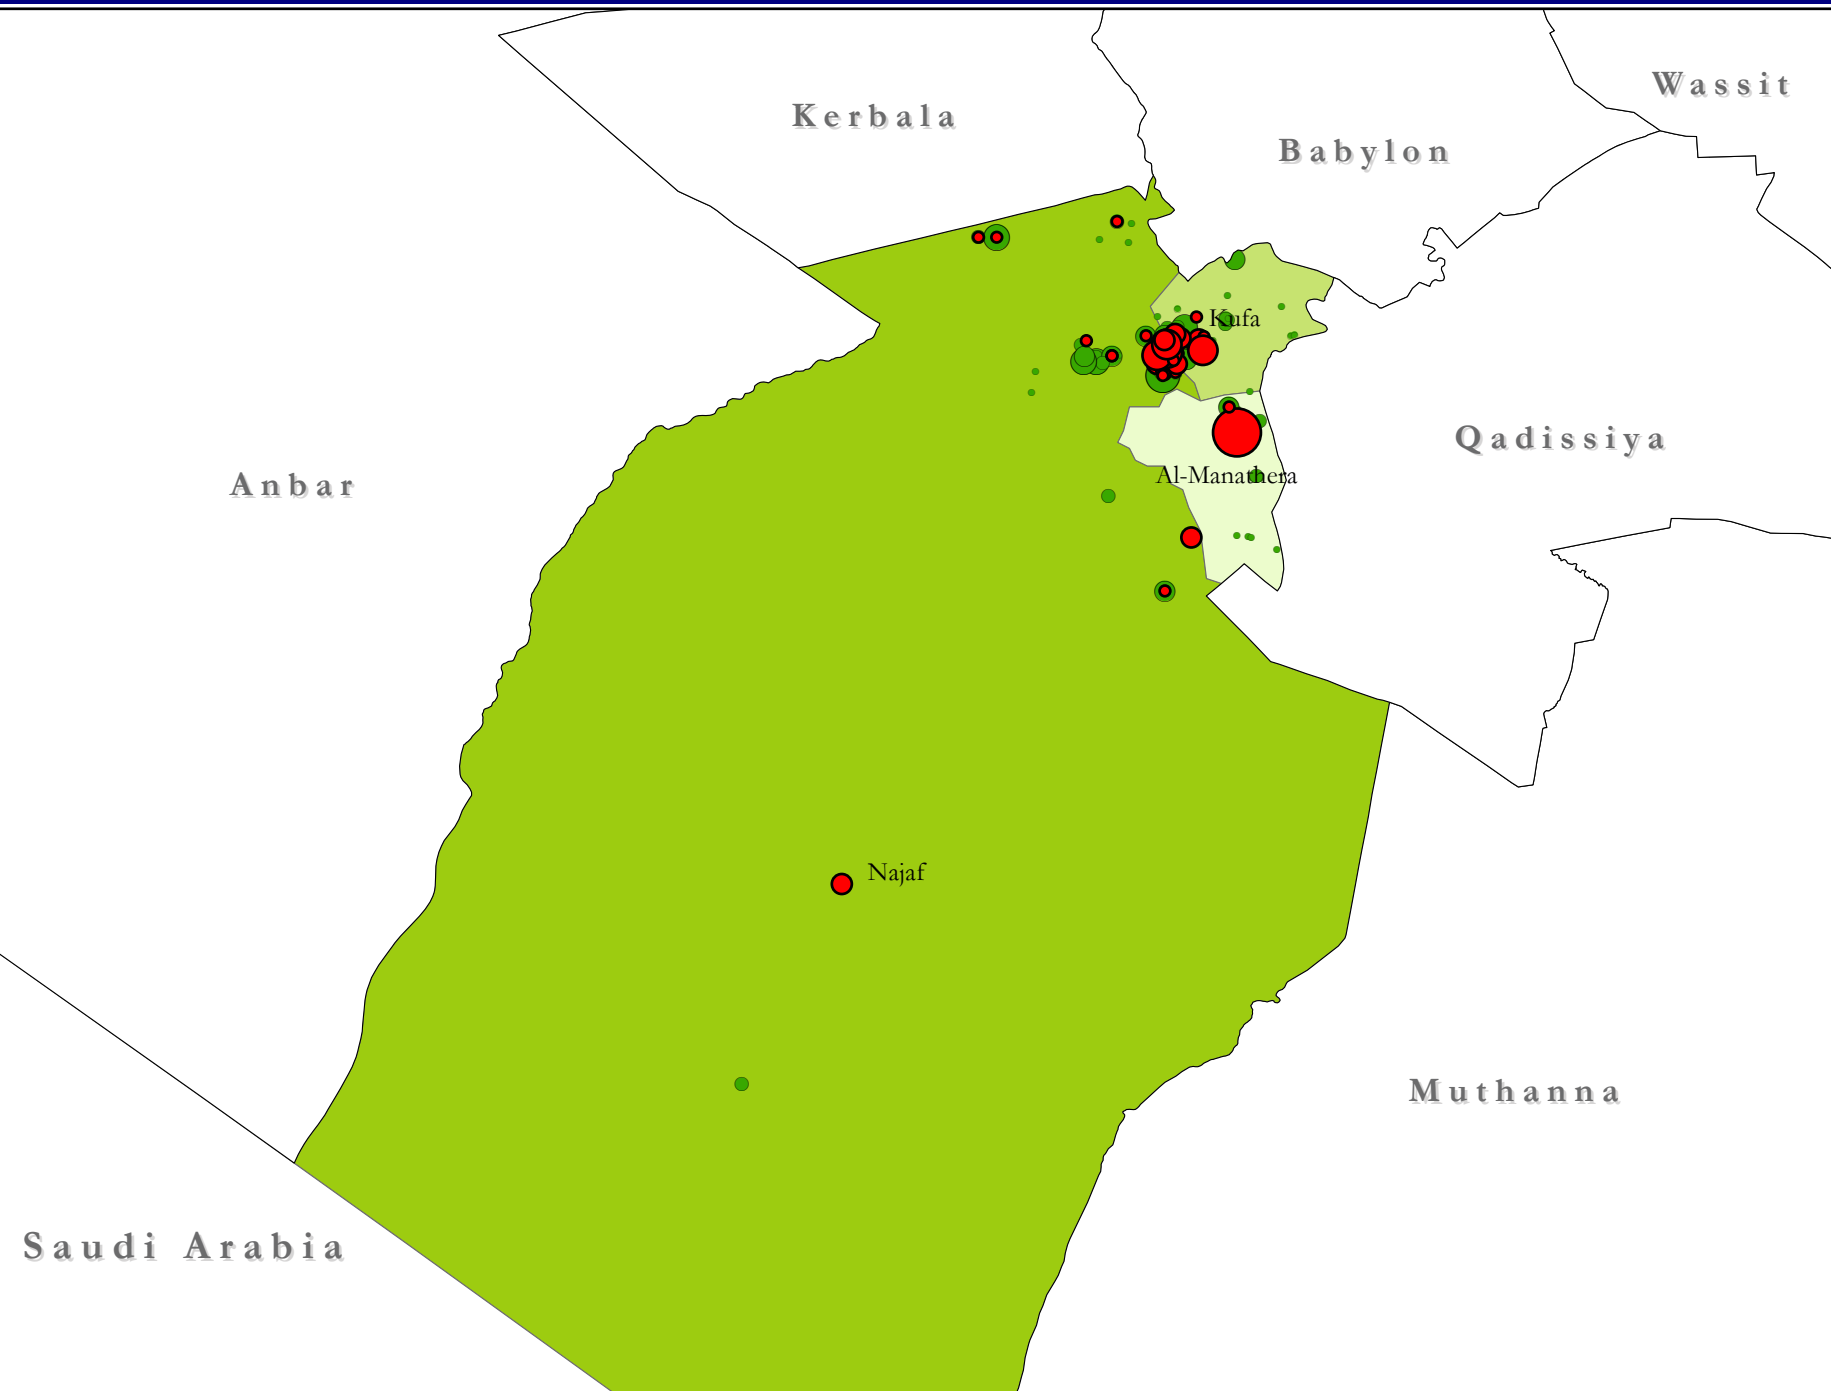 Wassit
Kerbala
Babylon
Kufa
Qadissiya
Al-Manathera
Anbar
Najaf
Muthanna
Saudi Arabia